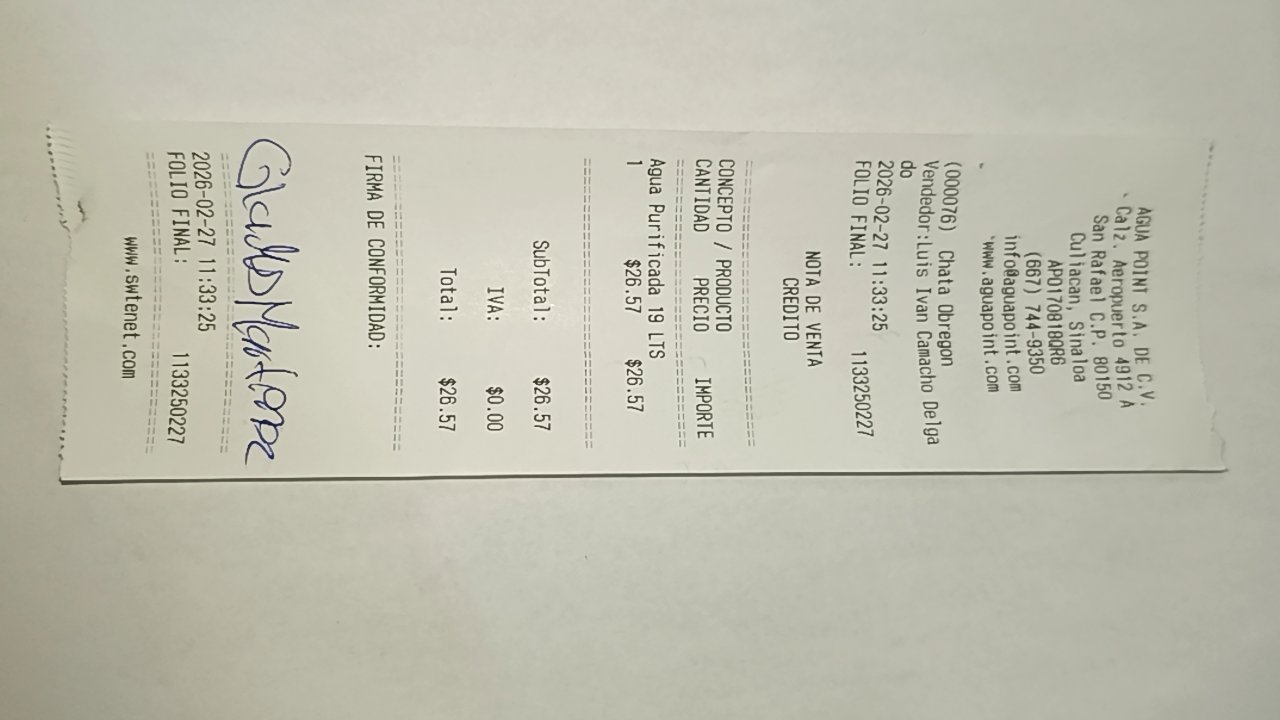 AGUA POINT S.A. DE C.V.
Calz. Aeropuerto 4912 A
San Rafael C.P. 80150
Culiacan, Sinaloa
APO170818QR6
(667) 744-9350
info@aguapoint.com
www.aguapoint.com
(000076) Chata Obregon
Vendedor:Luis Ivan Camacho Delga
do
2026-02-27 11:33:25
FOLIO FINAL: 1133250227
NOTA DE VENTA
CREDITO
CONCEPTO / PRODUCTO
CANTIDAD PRECIO IMPORTE
Agua Purificada 19 LTS
1 $26.57 $26.57
SubTotal: $26.57
IVA: $0.00
Total: $26.57
FIRMA DE CONFORMIDAD:
2026-02-27 11:33:25
FOLIO FINAL: 1133250227
www.swtenet.com